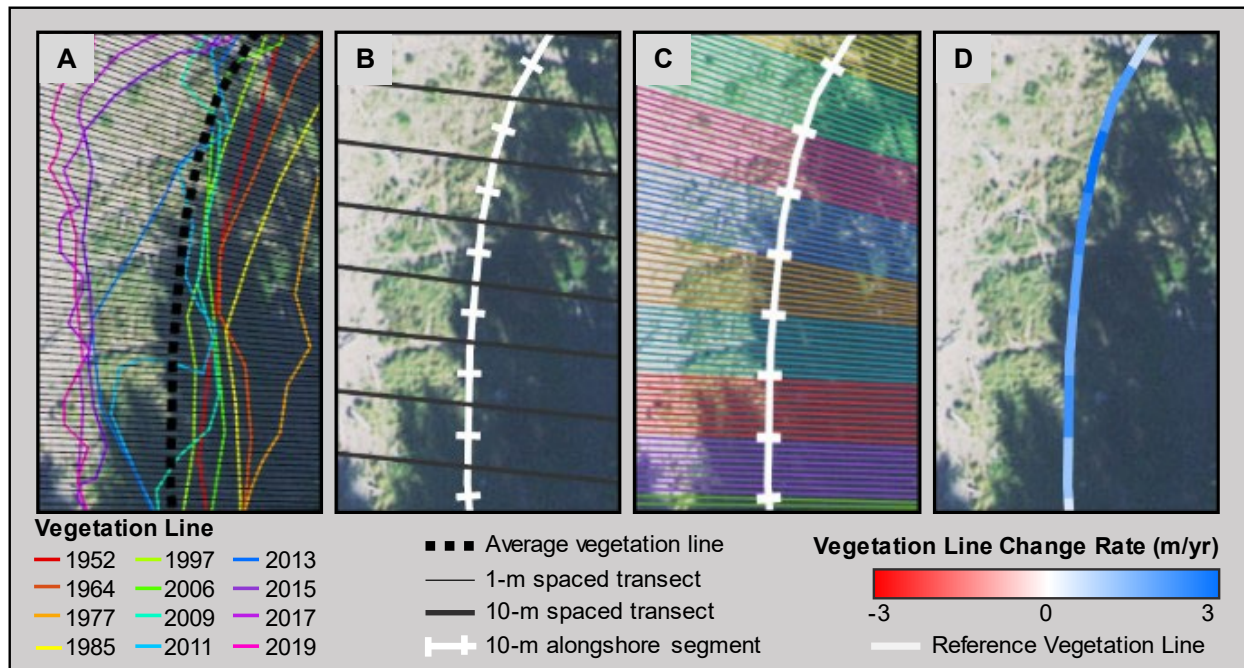 A
B
C
D
Vegetation Line
1952
1964
1977
1985
1997
2006
2009
2011
2013
2015
2017
2019
Average vegetation line
1-m spaced transect
10-m spaced transect
10-m alongshore segment
Vegetation Line Change Rate (m/yr)
-3 0 3
Reference Vegetation Line